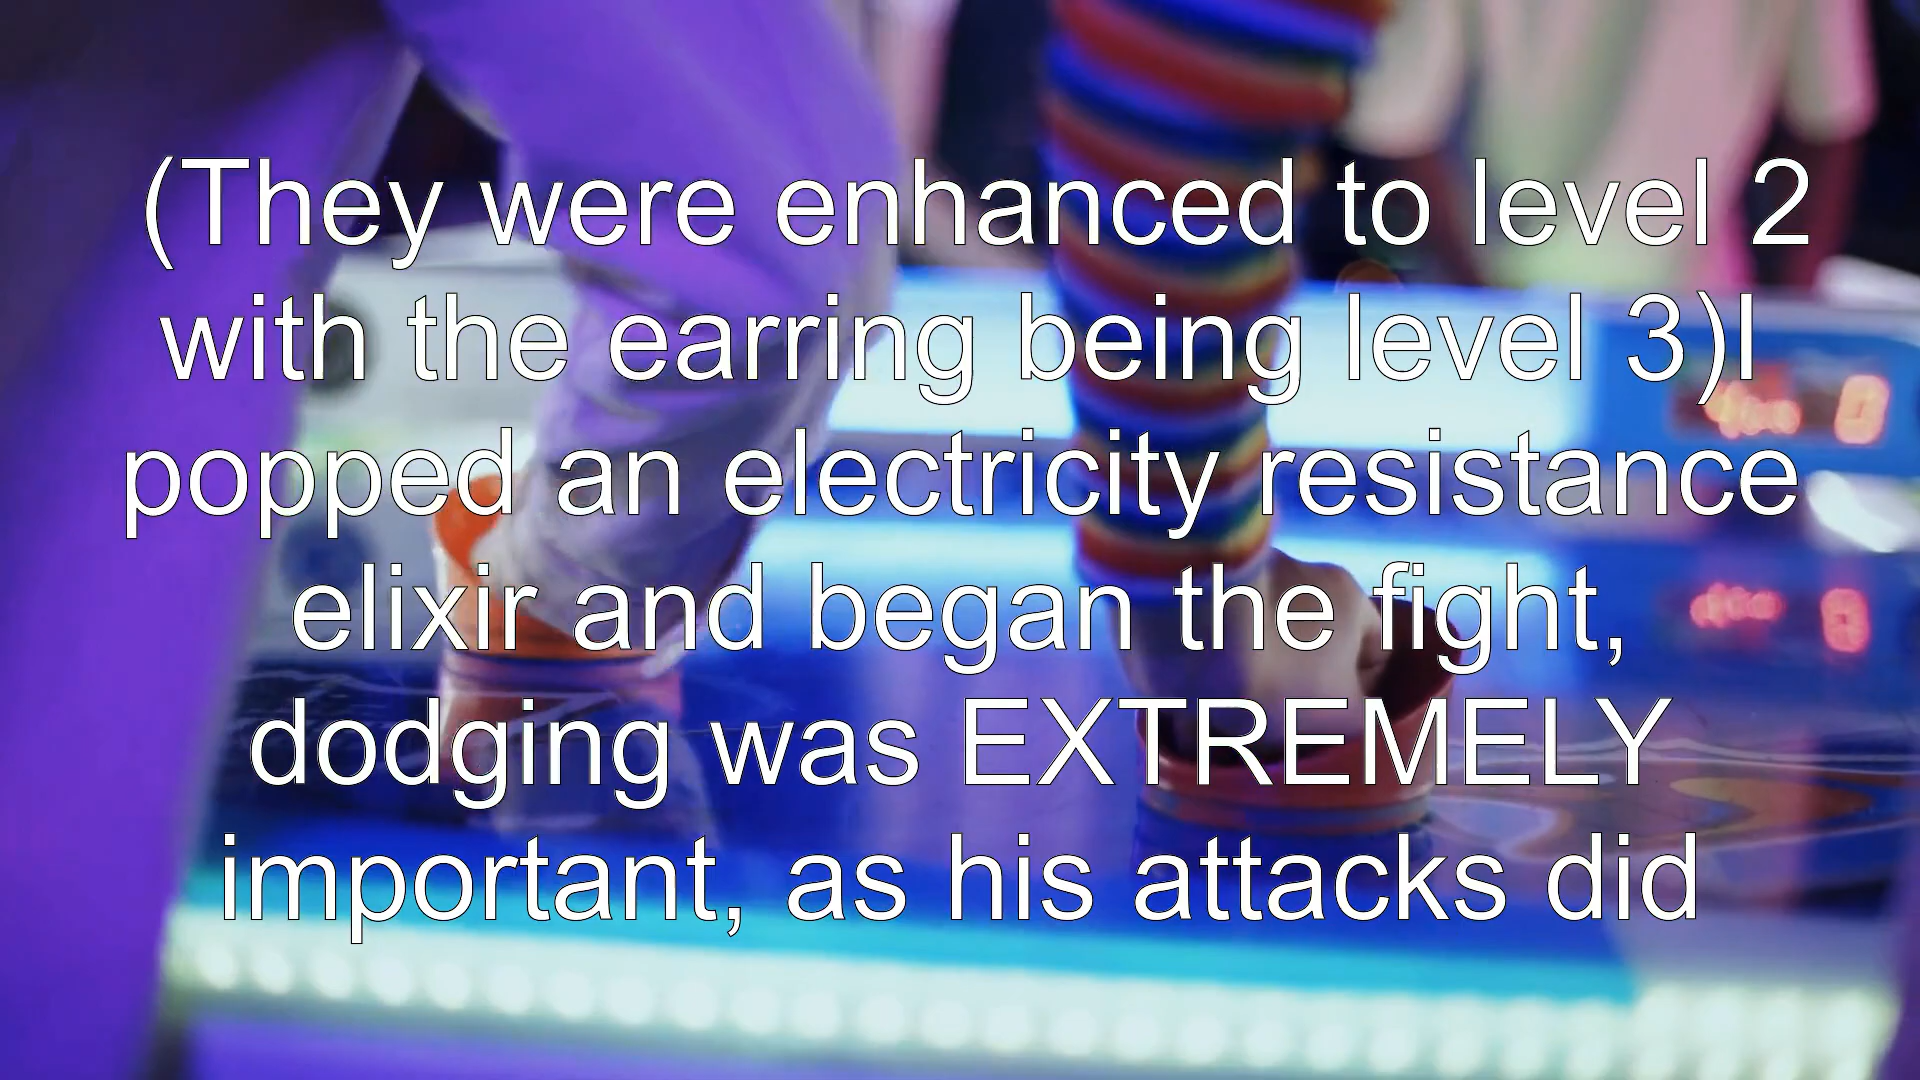 (They were enhanced to level 2
with the earring being level 3)I
popped an electricity resistance
elixir and began the fight,
dodging was EXTREMELY
important, as his attacks did